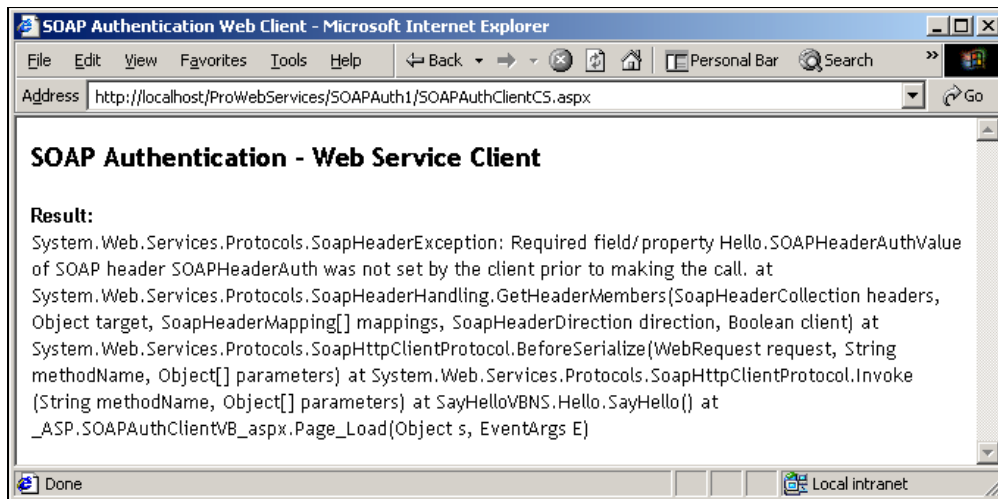 SOAP Authentication Web Client - Microsoft Internet Explorer
File Edit View Favorites Tools Help Back Personal Bar Search »
Address http://localhost/ProWebServices/SOAPAuth1/SOAPAuthClientCS.aspx Go
SOAP Authentication - Web Service Client
Result:
System.Web.Services.Protocols.SoapHeaderException: Required field/property Hello.SOAPHeaderAuthValue
of SOAP header SOAPHeaderAuth was not set by the client prior to making the call. at
System.Web.Services.Protocols.SoapHeaderHandling.GetHeaderMembers(SoapHeaderCollection headers,
Object target, SoapHeaderMapping[] mappings, SoapHeaderDirection direction, Boolean client) at
System.Web.Services.Protocols.SoapHttpClientProtocol.BeforeSerialize(WebRequest request, String
methodName, Object[] parameters) at System.Web.Services.Protocols.SoapHttpClientProtocol.Invoke
(String methodName, Object[] parameters) at SayHelloVBNS.Hello.SayHello() at
_ASP.SOAPAuthClientVB_aspx.Page_Load(Object s, EventArgs E)
Done Local intranet